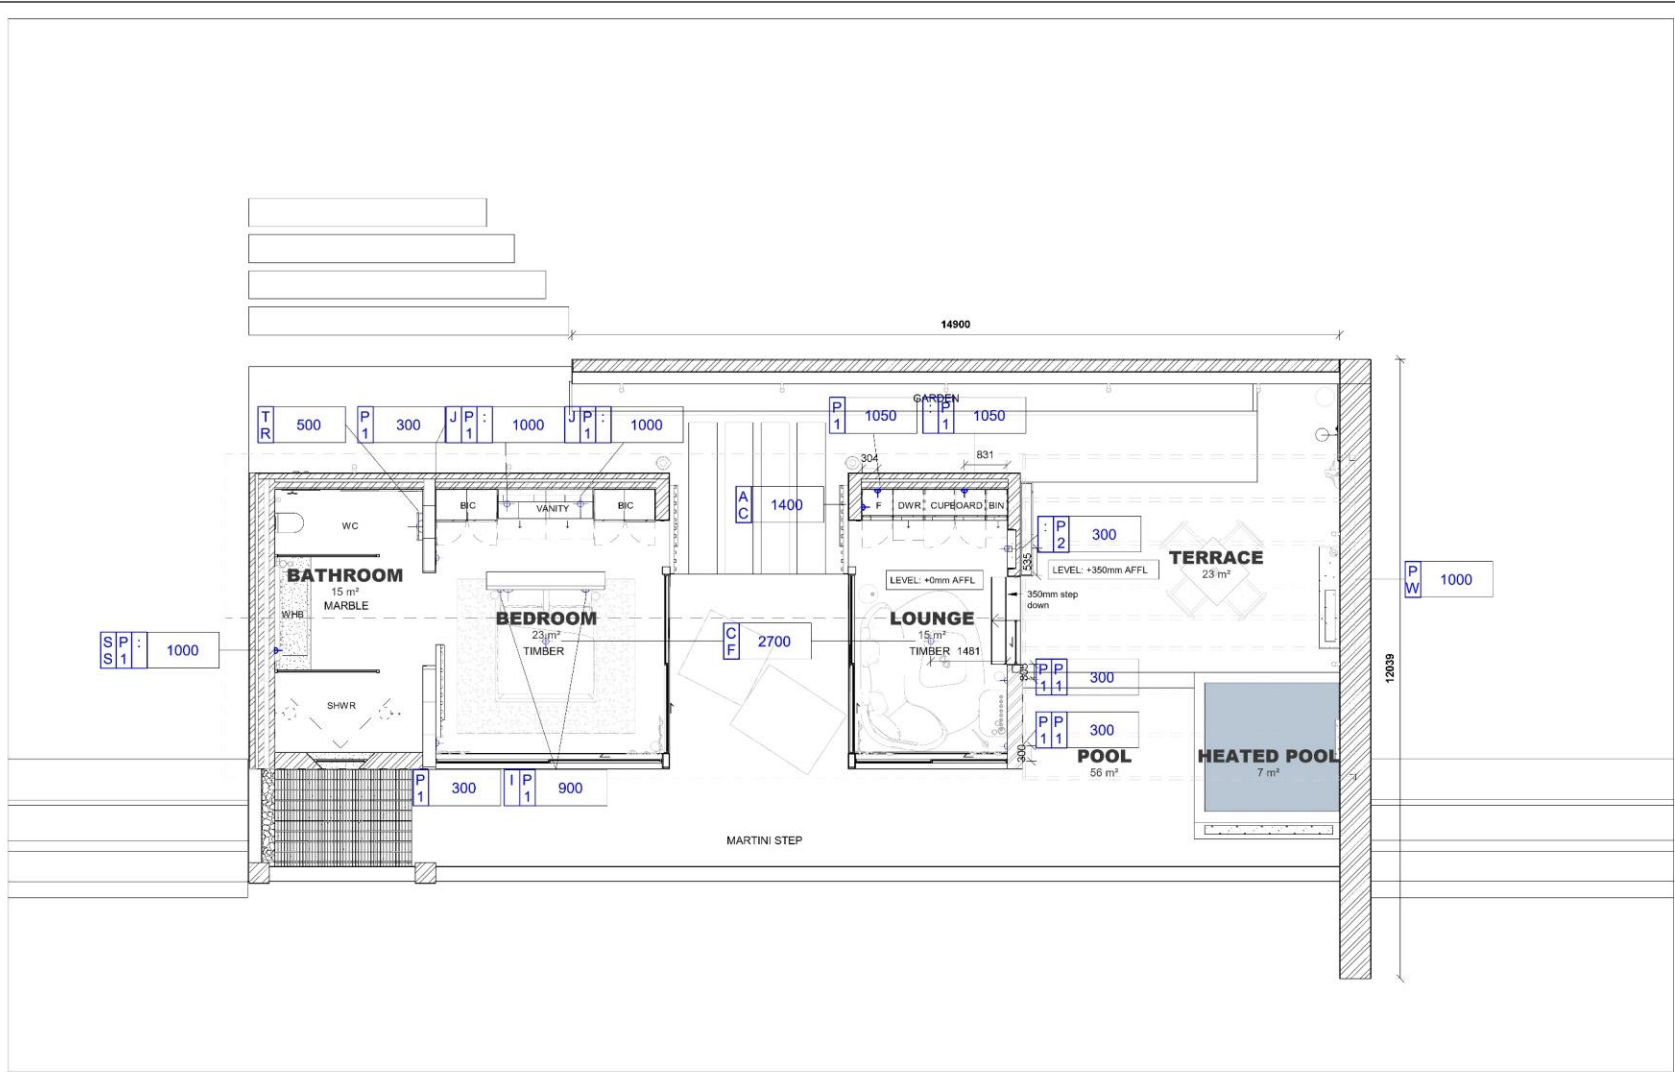 14900
GARDEN
T R 500
P 1 300
J P 1 : 1000
J P 1 : 1000
P 1 1050
: P 1 1050
304
831
A C 1400
BIC
VANITY
BIC
F
DWR
CUPBOARD
BIN
WC
: P 2 300
535
BATHROOM
15 m²
MARBLE
LEVEL: +0mm AFFL
LEVEL: +350mm AFFL
TERRACE
23 m²
P W 1000
350mm step
down
WHB
BEDROOM
23 m²
TIMBER
C F 2700
LOUNGE
15 m²
TIMBER
1481
S S P 1 : 1000
12039
P 1 P 1 300
SHWR
P 1 P 1 300
300
POOL
56 m²
HEATED POOL
7 m²
P 1 300
I P 1 900
MARTINI STEP